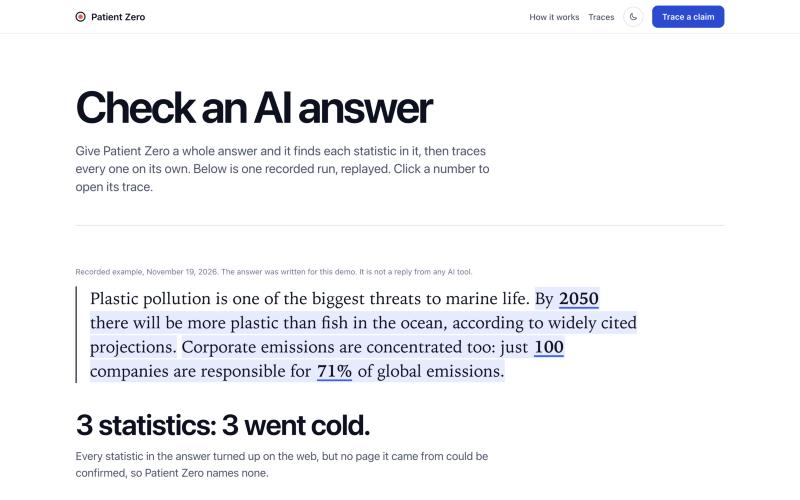 Patient Zero
How it works
Traces
Trace a claim
Check an AI answer
Give Patient Zero a whole answer and it finds each statistic in it, then traces
every one on its own. Below is one recorded run, replayed. Click a number to
open its trace.
Recorded example, November 19, 2026. The answer was written for this demo. It is not a reply from any AI tool.
Plastic pollution is one of the biggest threats to marine life. By 2050
there will be more plastic than fish in the ocean, according to widely cited
projections. Corporate emissions are concentrated too: just 100
companies are responsible for 71% of global emissions.
3 statistics: 3 went cold.
Every statistic in the answer turned up on the web, but no page it came from could be
confirmed, so Patient Zero names none.